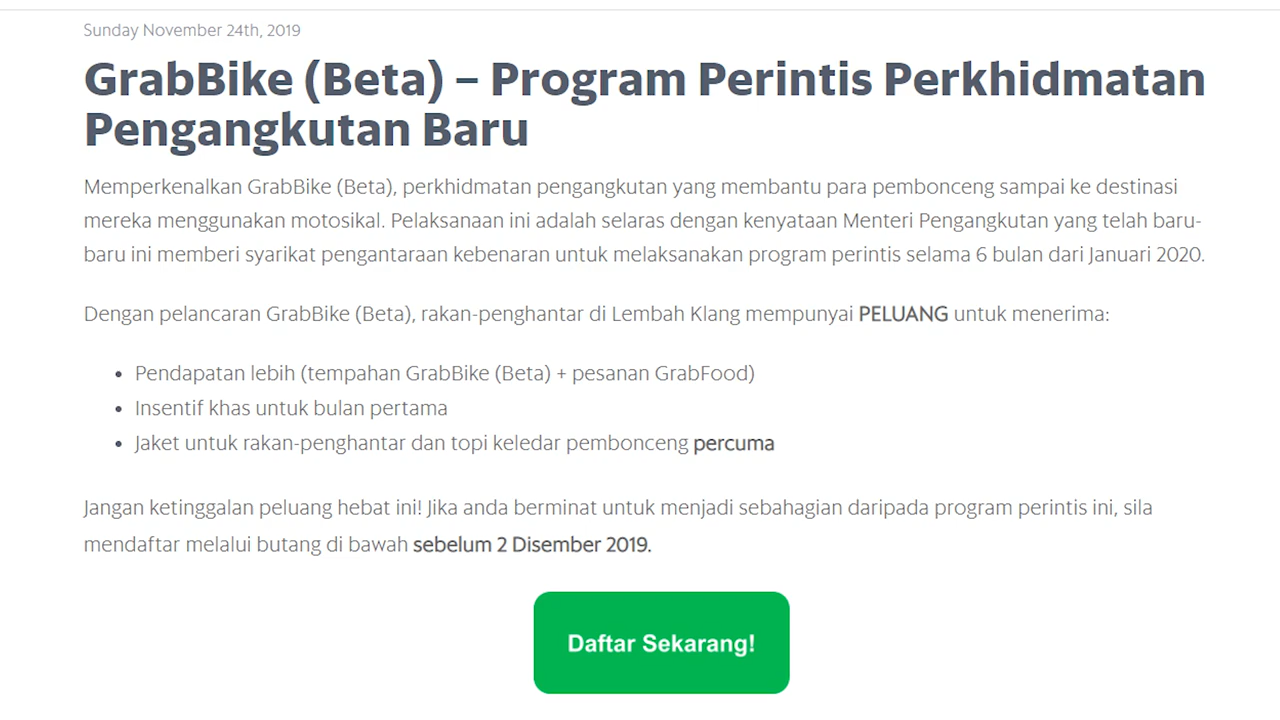 Sunday November 24th, 2019
GrabBike (Beta) – Program Perintis Perkhidmatan
Pengangkutan Baru
Memperkenalkan GrabBike (Beta), perkhidmatan pengangkutan yang membantu para pembonceng sampai ke destinasi
mereka menggunakan motosikal. Pelaksanaan ini adalah selaras dengan kenyataan Menteri Pengangkutan yang telah baru-
baru ini memberi syarikat pengantaraan kebenaran untuk melaksanakan program perintis selama 6 bulan dari Januari 2020.
Dengan pelancaran GrabBike (Beta), rakan-penghantar di Lembah Klang mempunyai PELUANG untuk menerima:
• Pendapatan lebih (tempahan GrabBike (Beta) + pesanan GrabFood)
• Insentif khas untuk bulan pertama
• Jaket untuk rakan-penghantar dan topi keledar pembonceng percuma
Jangan ketinggalan peluang hebat ini! Jika anda berminat untuk menjadi sebahagian daripada program perintis ini, sila
mendaftar melalui butang di bawah sebelum 2 Disember 2019.
Daftar Sekarang!